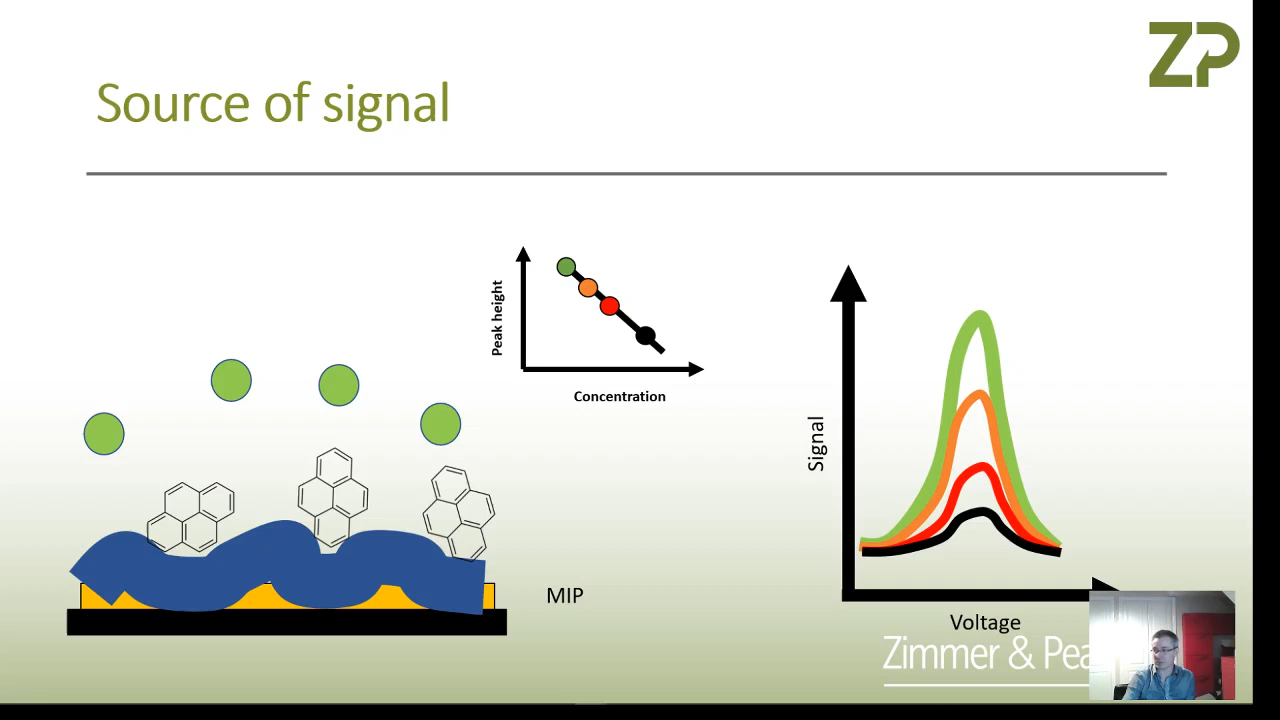 ZP
Source of signal
Peak height
Concentration
Signal
MIP
Voltage
Zimmer & Pea